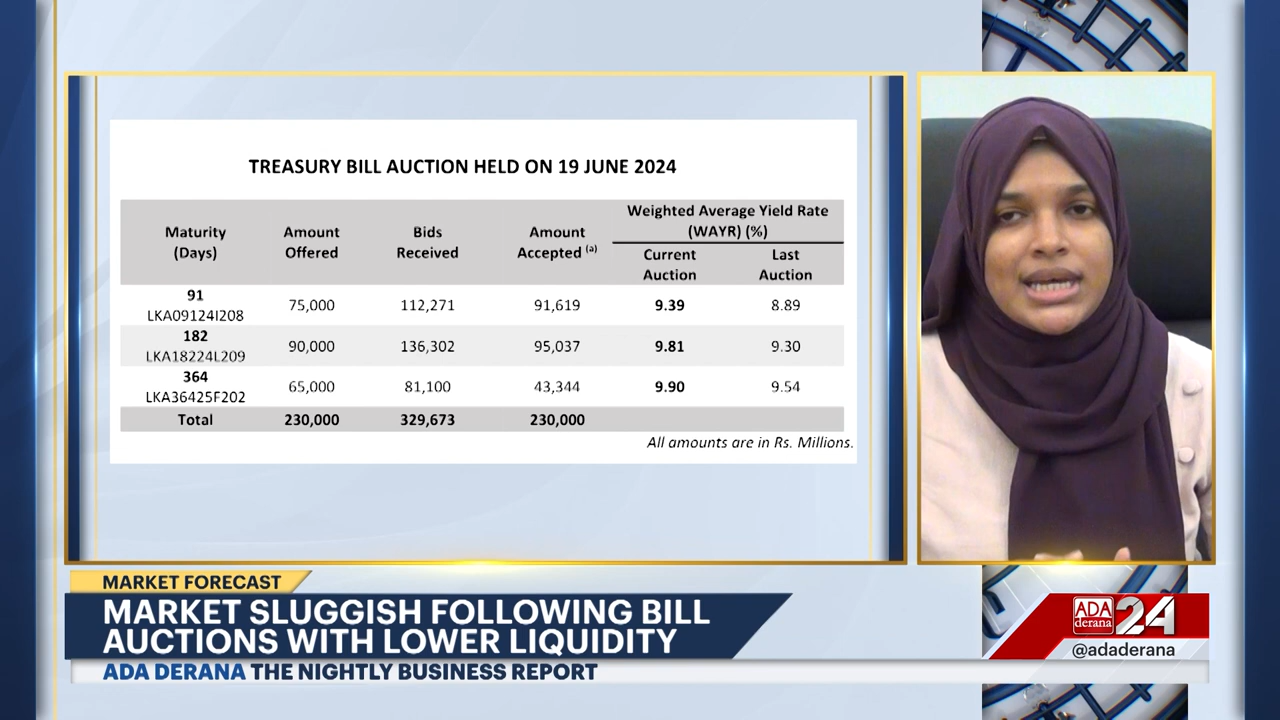 TREASURY BILL AUCTION HELD ON 19 JUNE 2024
Maturity (Days) Amount Offered Bids Received Amount Accepted (a) Weighted Average Yield Rate (WAYR) (%)
Current Auction Last Auction
91 LKA09124I208 75,000 112,271 91,619 9.39 8.89
182 LKA18224L209 90,000 136,302 95,037 9.81 9.30
364 LKA36425F202 65,000 81,100 43,344 9.90 9.54
Total 230,000 329,673 230,000
All amounts are in Rs. Millions.
MARKET FORECAST
MARKET SLUGGISH FOLLOWING BILL
AUCTIONS WITH LOWER LIQUIDITY
ADA DERANA THE NIGHTLY BUSINESS REPORT
ADA derana 24
@adaderana